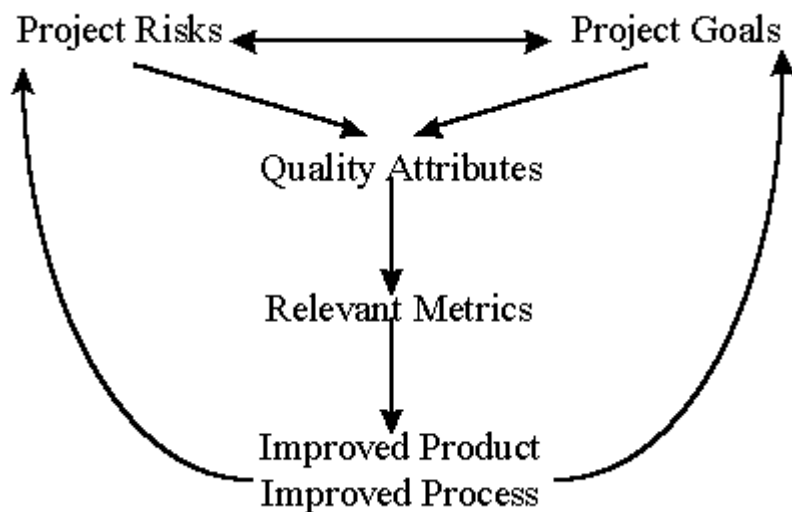 Project Risks
Project Goals
Quality Attributes
Relevant Metrics
Improved Product
Improved Process